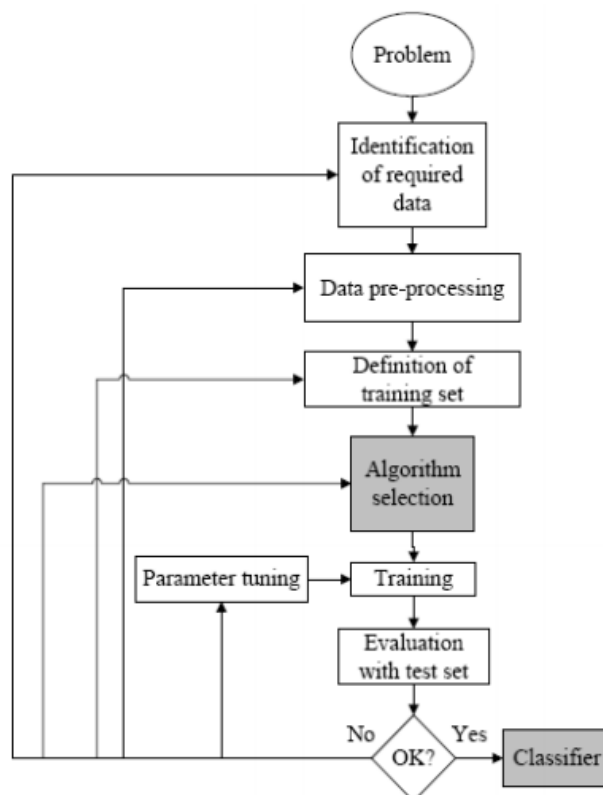 Problem
Identification
of required
data
Data pre-processing
Definition of
training set
Algorithm
selection
Parameter tuning
Training
Evaluation
with test set
No
OK?
Yes
Classifier